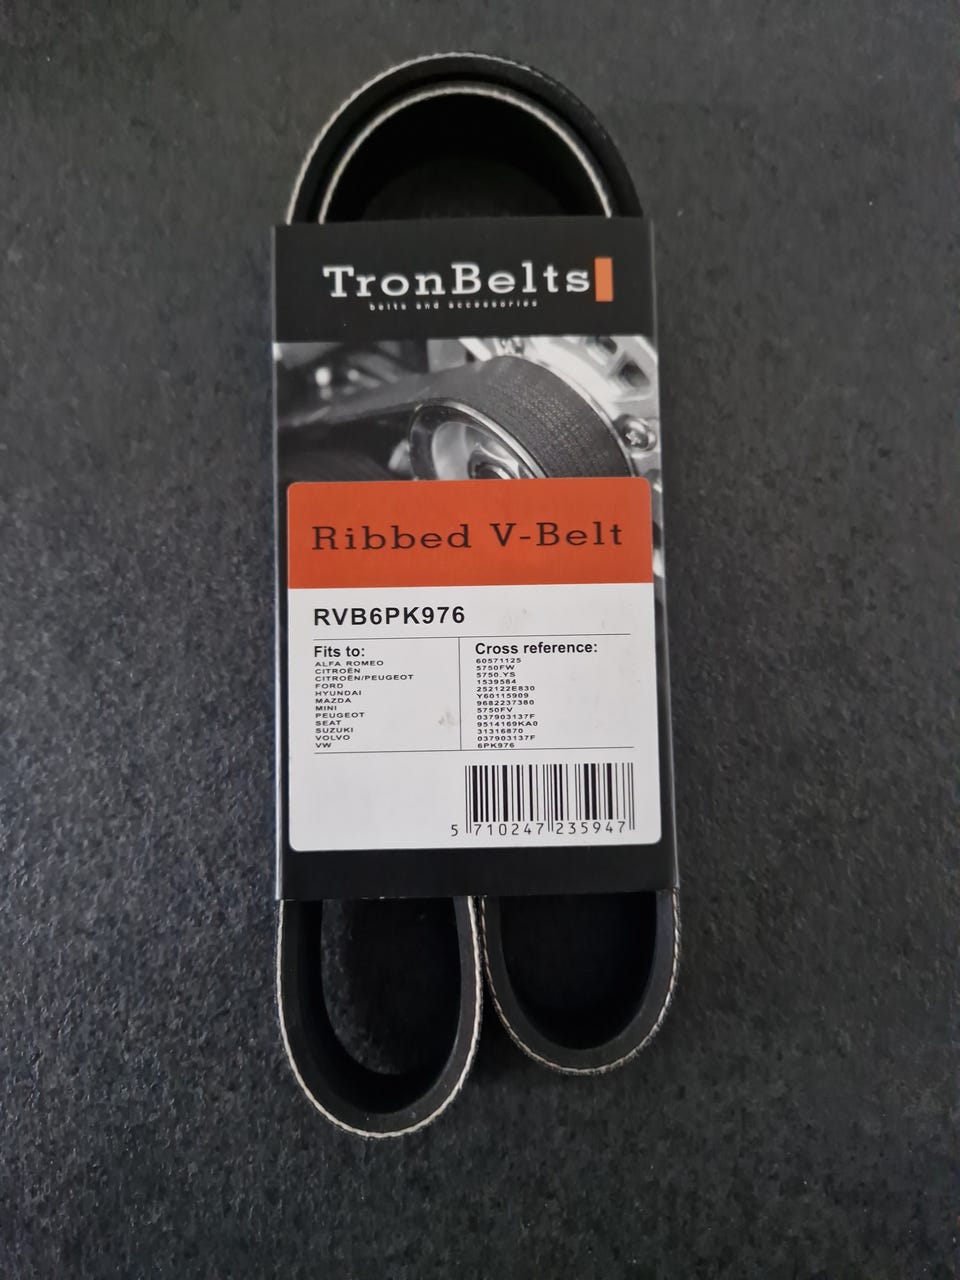 TronBelts
belts and accessories
Ribbed V-Belt
RVB6PK976
Fits to:
ALFA ROMEO
CITROËN
CITROËN/PEUGEOT
FORD
HYUNDAI
MAZDA
MINI
PEUGEOT
SEAT
SUZUKI
VOLVO
VW
Cross reference:
60571125
5750FW
5750.YS
1539584
252122E830
Y60115909
9682237380
5750FV
037903137F
9514169KA0
31316870
037903137F
6PK976
5 710247 235947